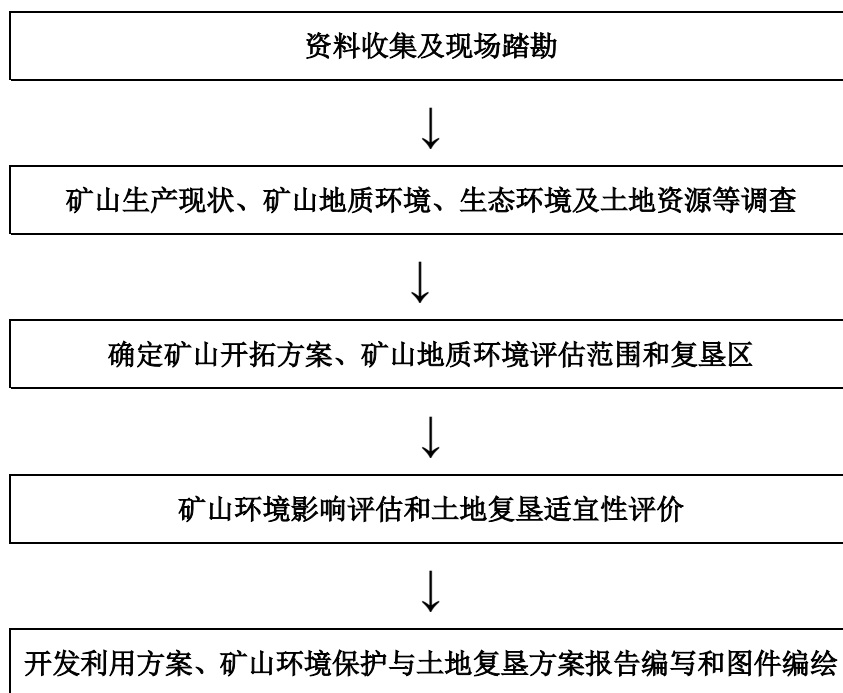 资料收集及现场踏勘
↓
矿山生产现状、矿山地质环境、生态环境及土地资源等调查
↓
确定矿山开拓方案、矿山地质环境评估范围和复垦区
↓
矿山环境影响评估和土地复垦适宜性评价
↓
开发利用方案、矿山环境保护与土地复垦方案报告编写和图件编绘